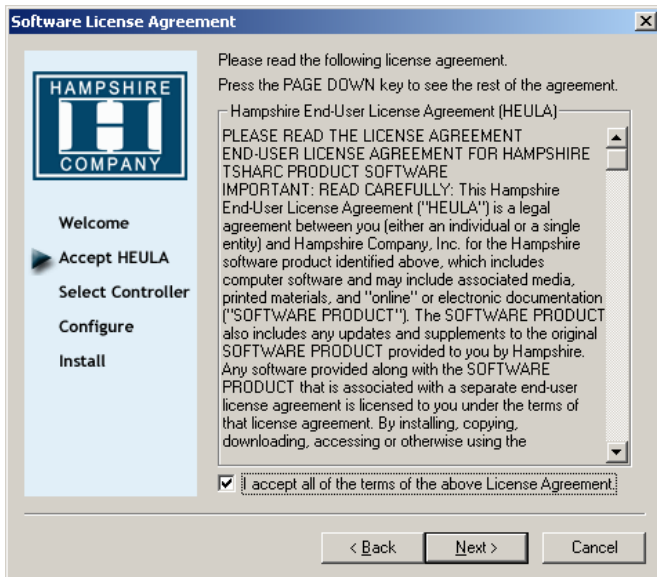 Software License Agreement
HAMPSHIRE
COMPANY
Welcome
Accept HEULA
Select Controller
Configure
Install
Please read the following license agreement.
Press the PAGE DOWN key to see the rest of the agreement.
Hampshire End-User License Agreement (HEULA)
PLEASE READ THE LICENSE AGREEMENT
END-USER LICENSE AGREEMENT FOR HAMPSHIRE
TSHARC PRODUCT SOFTWARE
IMPORTANT: READ CAREFULLY: This Hampshire
End-User License Agreement ("HEULA") is a legal
agreement between you (either an individual or a single
entity) and Hampshire Company, Inc. for the Hampshire
software product identified above, which includes
computer software and may include associated media,
printed materials, and "online" or electronic documentation
("SOFTWARE PRODUCT"). The SOFTWARE PRODUCT
also includes any updates and supplements to the original
SOFTWARE PRODUCT provided to you by Hampshire.
Any software provided along with the SOFTWARE
PRODUCT that is associated with a separate end-user
license agreement is licensed to you under the terms of
that license agreement. By installing, copying,
downloading, accessing or otherwise using the
I accept all of the terms of the above License Agreement.
< Back
Next >
Cancel